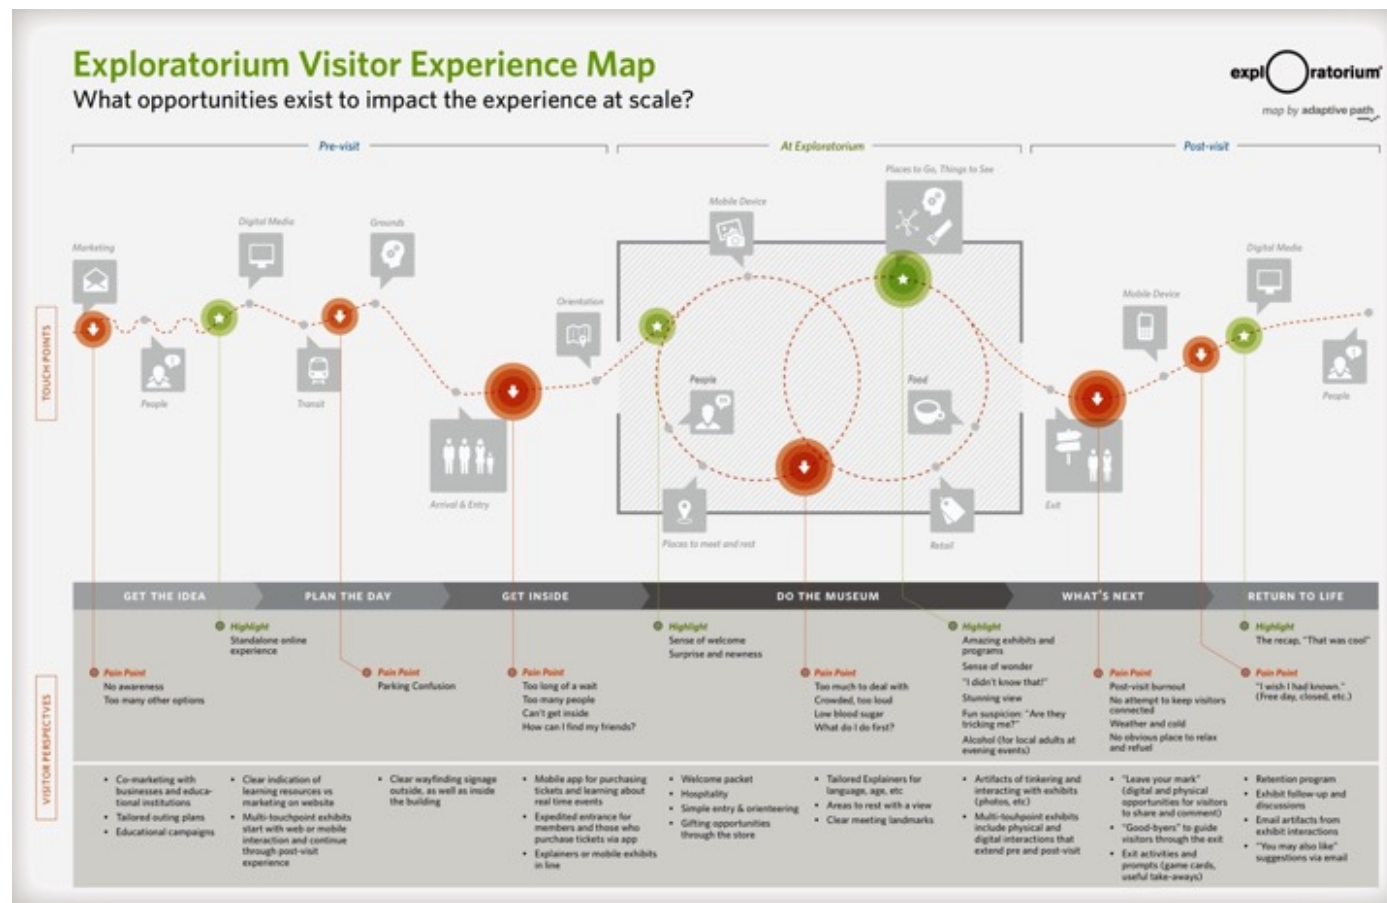 Exploratorium Visitor Experience Map
What opportunities exist to impact the experience at scale?
expl ratorium
map by adaptive path
Pre-visit
At Exploratorium
Post-visit
TOUCH POINTS
Marketing
People
Digital Media
Transit
Grounds
Arrival & Entry
Orientation
Mobile Device
Places to Go, Things to See
People
Food
Places to meet and rest
Retail
Exit
Mobile Device
Digital Media
People
GET THE IDEA
PLAN THE DAY
GET INSIDE
DO THE MUSEUM
WHAT'S NEXT
RETURN TO LIFE
VISITOR PERSPECTVES
Highlight
Standalone online
experience
Highlight
Sense of welcome
Surprise and newness
Highlight
Amazing exhibits and
programs
Sense of wonder
"I didn't know that!"
Stunning view
Fun suspicion: "Are they
tricking me?"
Alcohol (for local adults at
evening events)
Highlight
The recap, "That was cool"
Pain Point
No awareness
Too many other options
Pain Point
Parking Confusion
Pain Point
Too long of a wait
Too many people
Can't get inside
How can I find my friends?
Pain Point
Too much to deal with
Crowded, too loud
Low blood sugar
What do I do first?
Pain Point
Post-visit burnout
No attempt to keep visitors
connected
Weather and cold
No obvious place to relax
and refuel
Pain Point
"I wish I had known."
(Free day, closed, etc.)
• Co-marketing with
businesses and educa-
tional institutions
• Tailored outing plans
• Educational campaigns
• Clear indication of
learning resources vs
marketing on website
• Multi-touchpoint exhibits
start with web or mobile
interaction and continue
through post-visit
experience
• Clear wayfinding signage
outside, as well as inside
the building
• Mobile app for purchasing
tickets and learning about
real time events
• Expedited entrance for
members and those who
purchase tickets via app
• Explainers or mobile exhibits
in line
• Welcome packet
• Hospitality
• Simple entry & orienteering
• Gifting opportunities
through the store
• Tailored Explainers for
language, age, etc
• Areas to rest with a view
• Clear meeting landmarks
• Artifacts of tinkering and
interacting with exhibits
(photos, etc)
• Multi-touhpoint exhibits
include physical and
digital interactions that
extend pre and post-visit
• "Leave your mark"
(digital and physical
opportunities for visitors
to share and comment)
• "Good-byers" to guide
visitors through the exit
• Exit activities and
prompts (game cards,
useful take-aways)
• Retention program
• Exhibit follow-up and
discussions
• Email artifacts from
exhibit interactions
• "You may also like"
suggestions via email